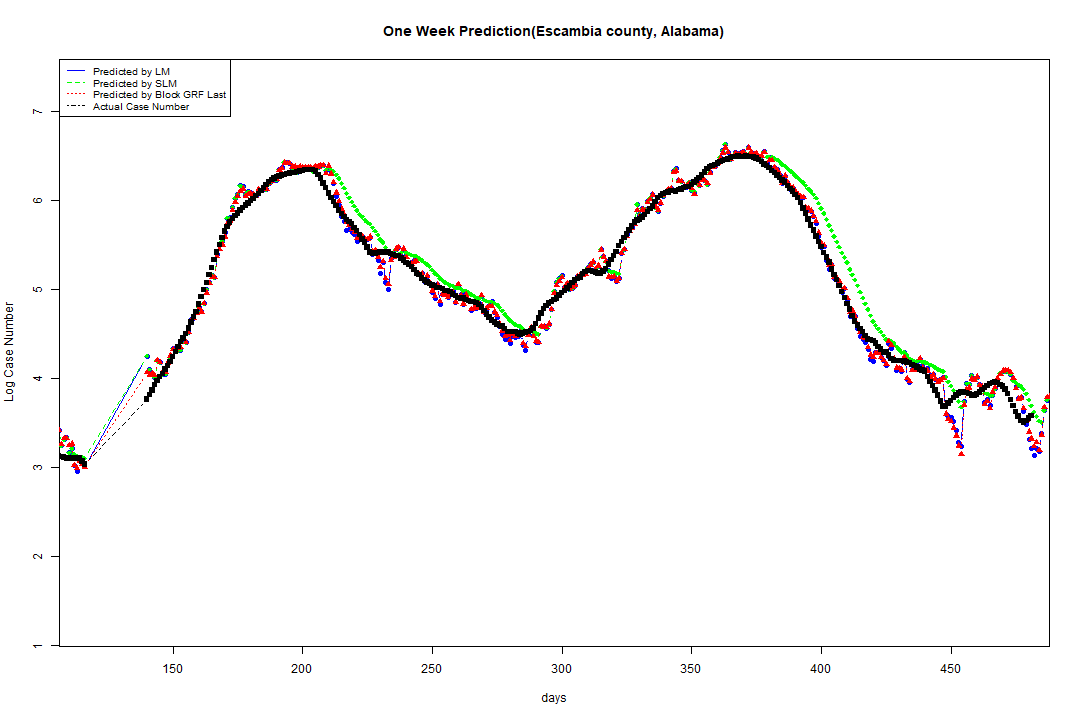 One Week Prediction(Escambia county, Alabama)
Predicted by LM
Predicted by SLM
Predicted by Block GRF Last
Actual Case Number
7
6
5
4
3
2
1
Log Case Number
150 200 250 300 350 400 450
days